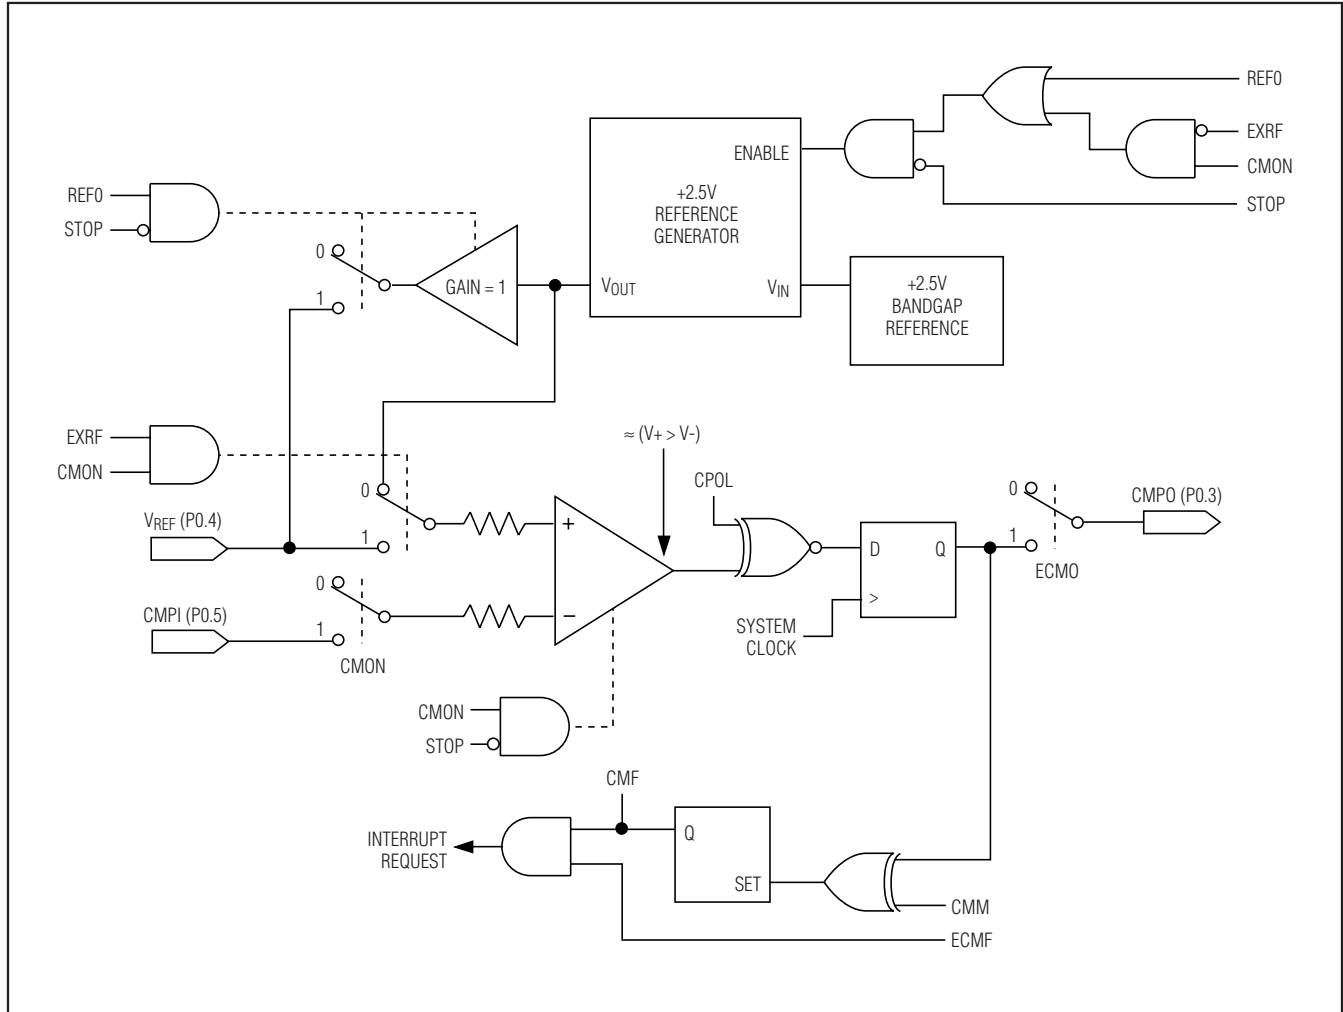 REF0
EXRF
CMON
STOP
ENABLE
+2.5V
REFERENCE
GENERATOR
VOUT
VIN
+2.5V
BANDGAP
REFERENCE
REF0
STOP
0
1
GAIN = 1
EXRF
CMON
VREF (P0.4)
0
1
CMPI (P0.5)
0
1
CMON
+
−
≈ (V+ > V-)
CPOL
D
Q
>
SYSTEM
CLOCK
0
1
ECMO
CMPO (P0.3)
CMON
STOP
CMF
INTERRUPT
REQUEST
Q
SET
CMM
ECMF